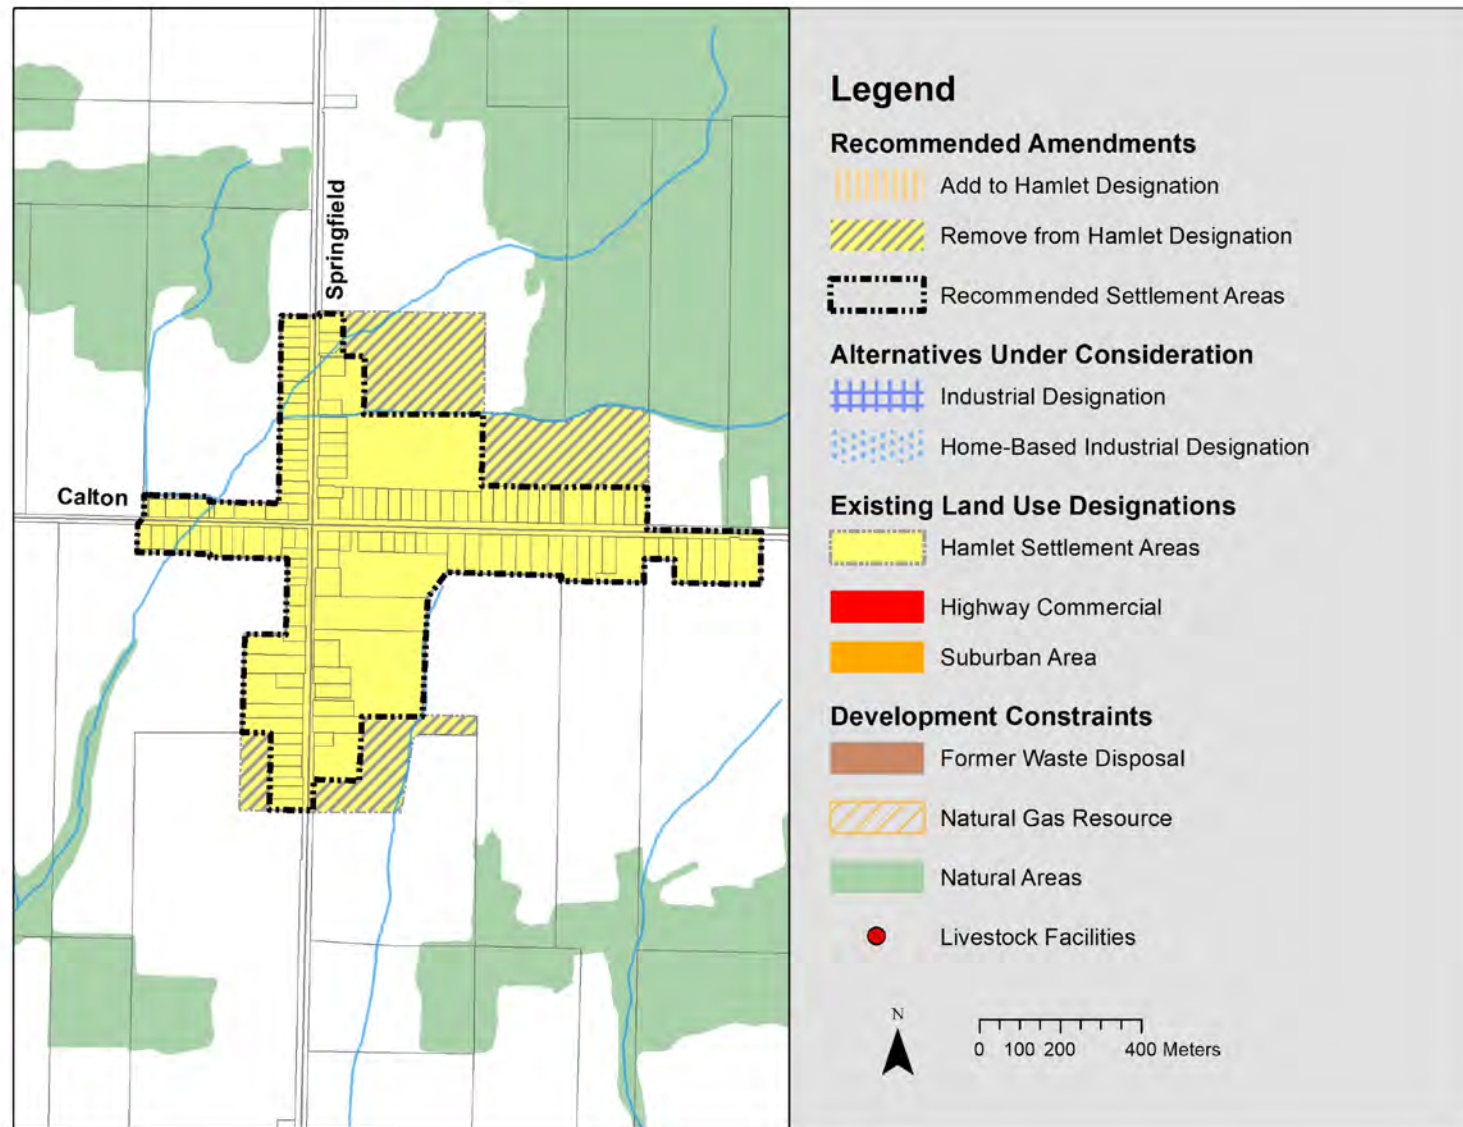 Springfield
Calton
Legend
Recommended Amendments
Add to Hamlet Designation
Remove from Hamlet Designation
Recommended Settlement Areas
Alternatives Under Consideration
Industrial Designation
Home-Based Industrial Designation
Existing Land Use Designations
Hamlet Settlement Areas
Highway Commercial
Suburban Area
Development Constraints
Former Waste Disposal
Natural Gas Resource
Natural Areas
Livestock Facilities
N
0 100 200 400 Meters